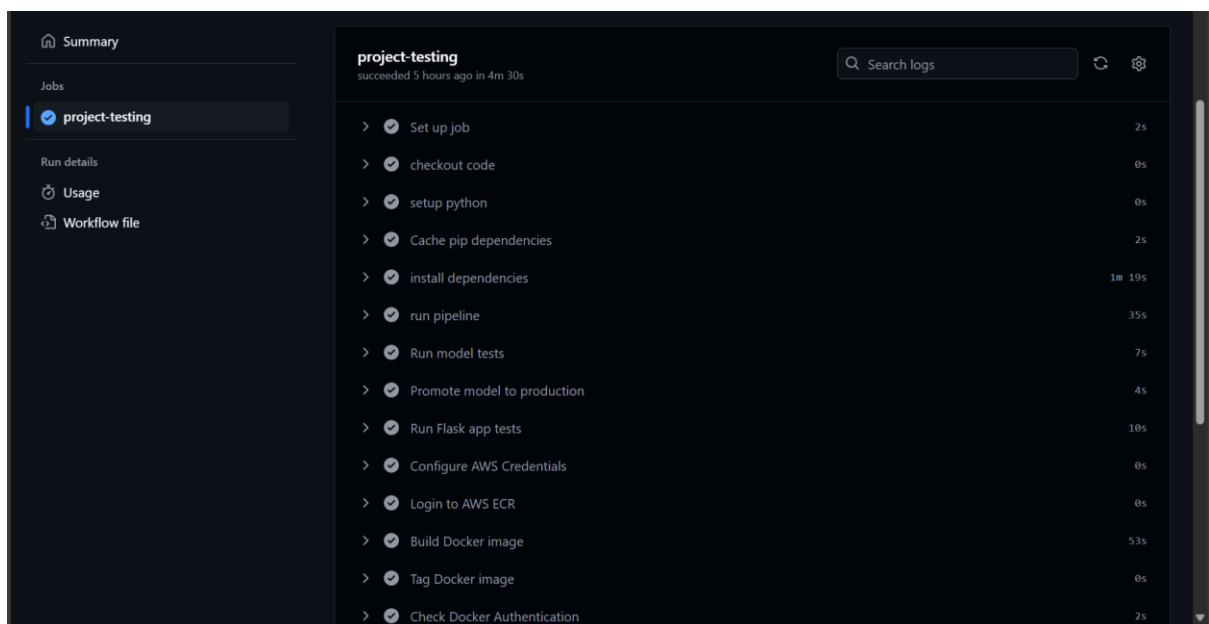 Summary
Jobs
project-testing
Run details
Usage
Workflow file
project-testing
succeeded 5 hours ago in 4m 30s
Search logs
Set up job 2s
checkout code 0s
setup python 0s
Cache pip dependencies 2s
install dependencies 1m 19s
run pipeline 35s
Run model tests 7s
Promote model to production 4s
Run Flask app tests 10s
Configure AWS Credentials 0s
Login to AWS ECR 0s
Build Docker image 53s
Tag Docker image 0s
Check Docker Authentication 2s